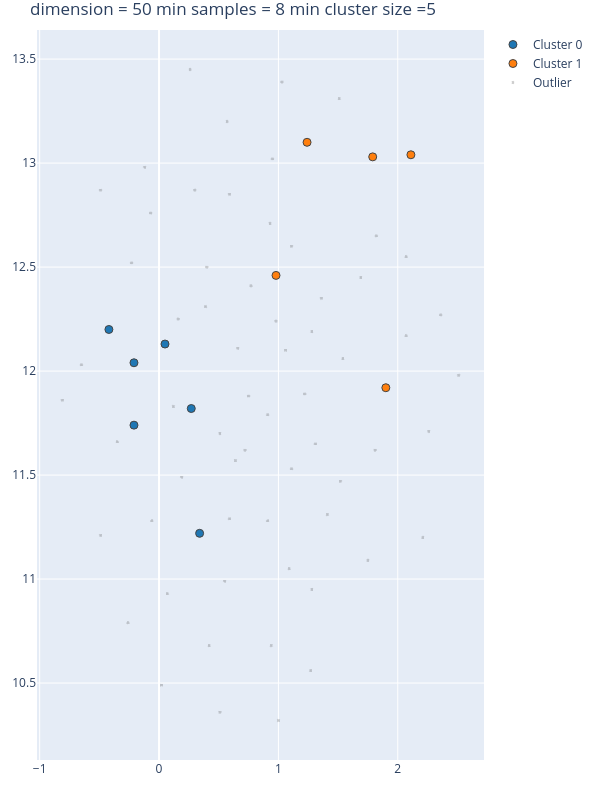 dimension = 50 min samples = 8 min cluster size =5
Cluster 0
Cluster 1
Outlier
13.5
13
12.5
12
11.5
11
10.5
−1
0
1
2